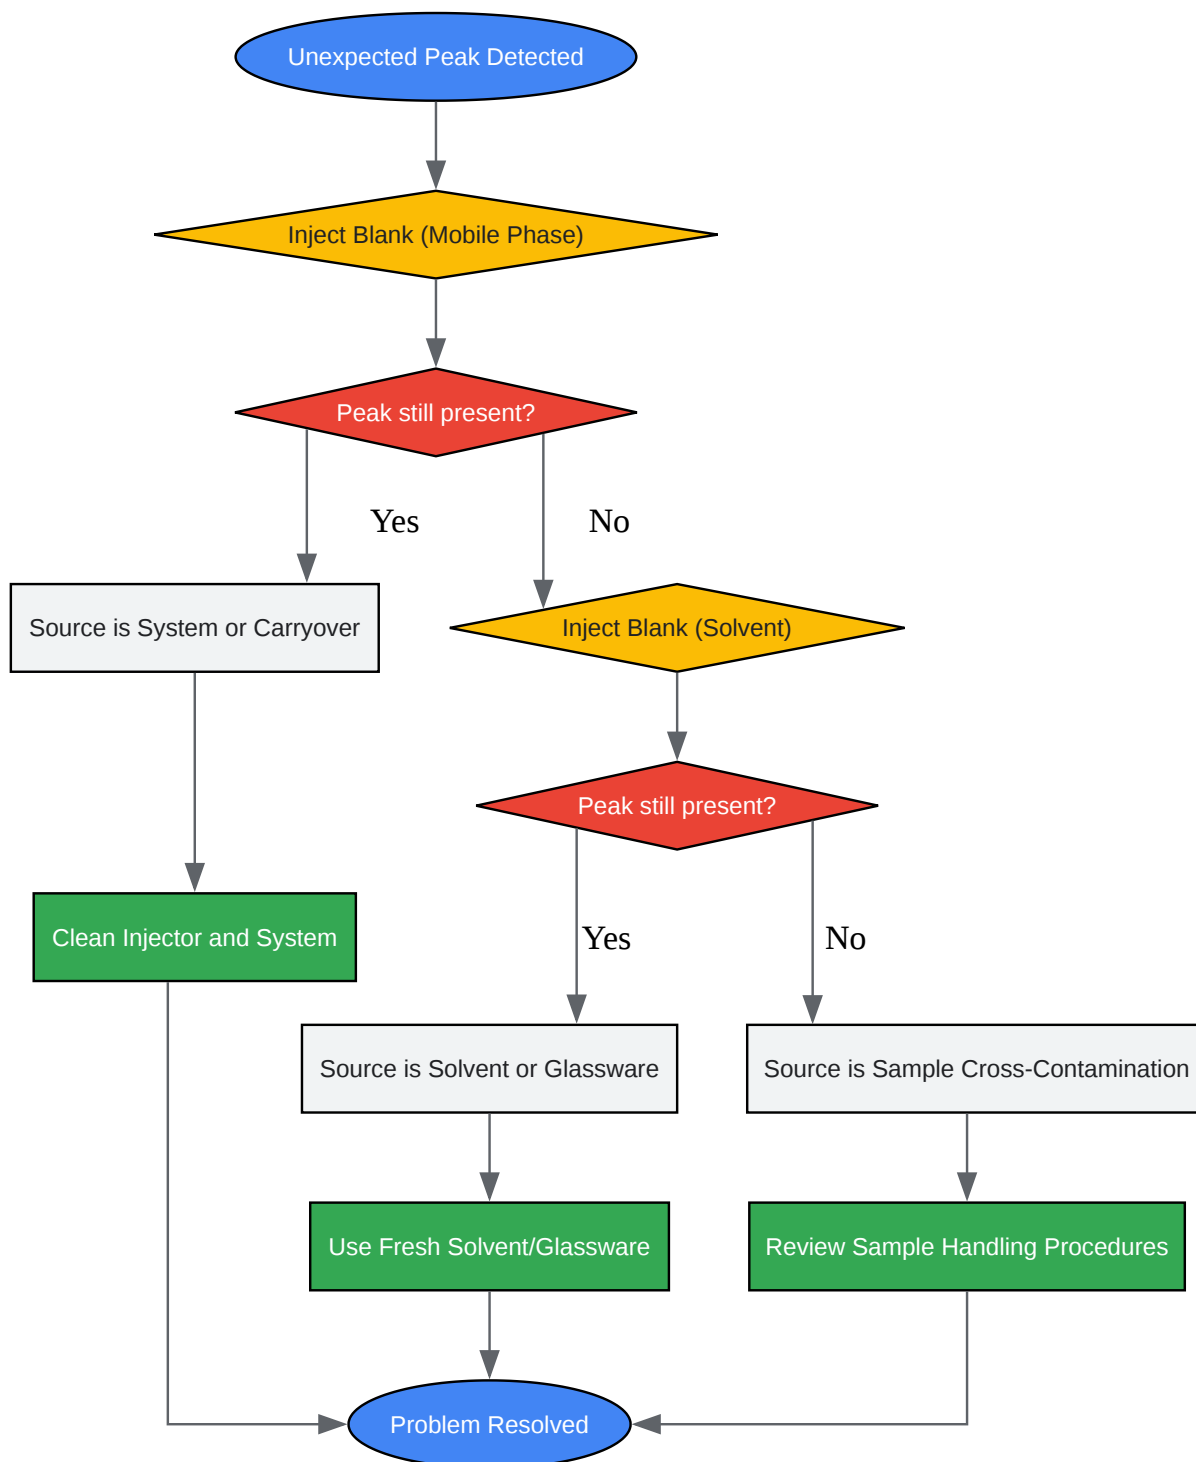 Unexpected Peak Detected
Inject Blank (Mobile Phase)
Peak still present?
Yes
No
Source is System or Carryover
Inject Blank (Solvent)
Peak still present?
Clean Injector and System
Yes
No
Source is Solvent or Glassware
Source is Sample Cross-Contamination
Use Fresh Solvent/Glassware
Review Sample Handling Procedures
Problem Resolved